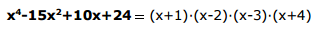 x⁴-15x²+10x+24 = (x+1)·(x-2)·(x-3)·(x+4)